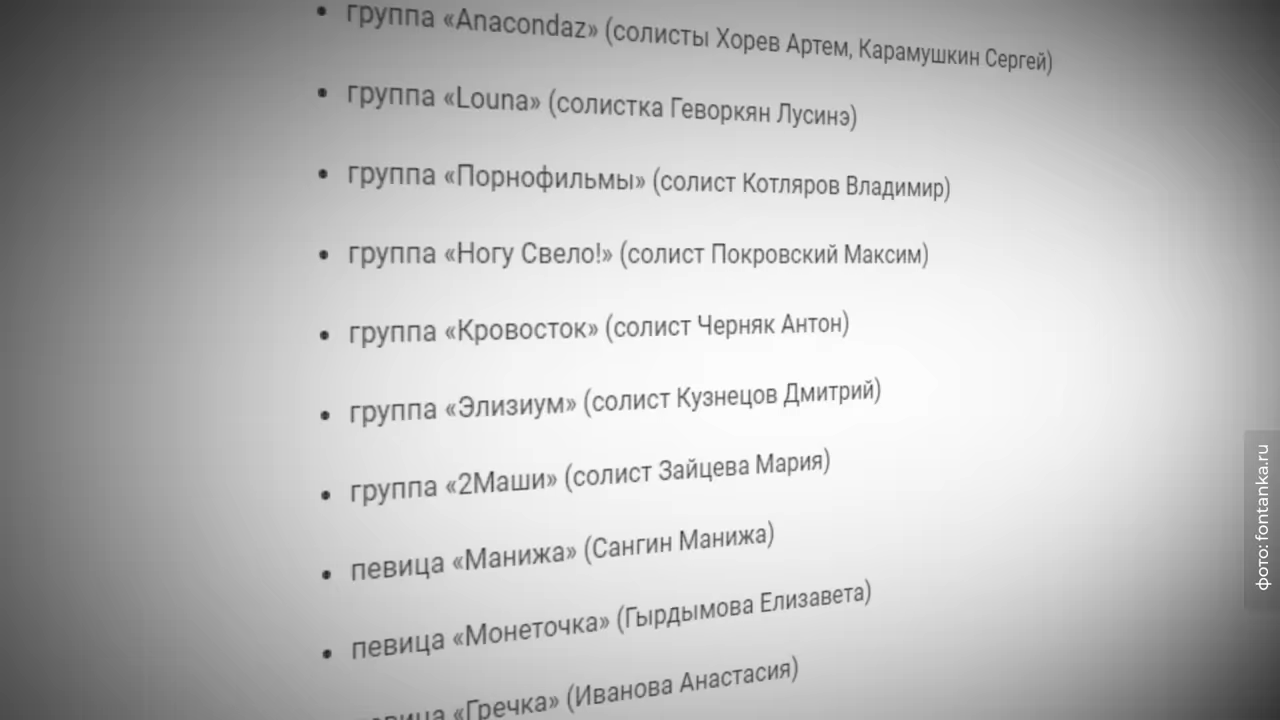 • группа «Anacondaz» (солисты Хорев Артем, Карамушкин Сергей)
• группа «Louna» (солистка Геворкян Лусинэ)
• группа «Порнофильмы» (солист Котляров Владимир)
• группа «Ногу Свело!» (солист Покровский Максим)
• группа «Кровосток» (солист Черняк Антон)
• группа «Элизиум» (солист Кузнецов Дмитрий)
• группа «2Маши» (солист Зайцева Мария)
• певица «Манижа» (Сангин Манижа)
• певица «Монеточка» (Гырдымова Елизавета)
певица «Гречка» (Иванова Анастасия)
фото: fontanka.ru